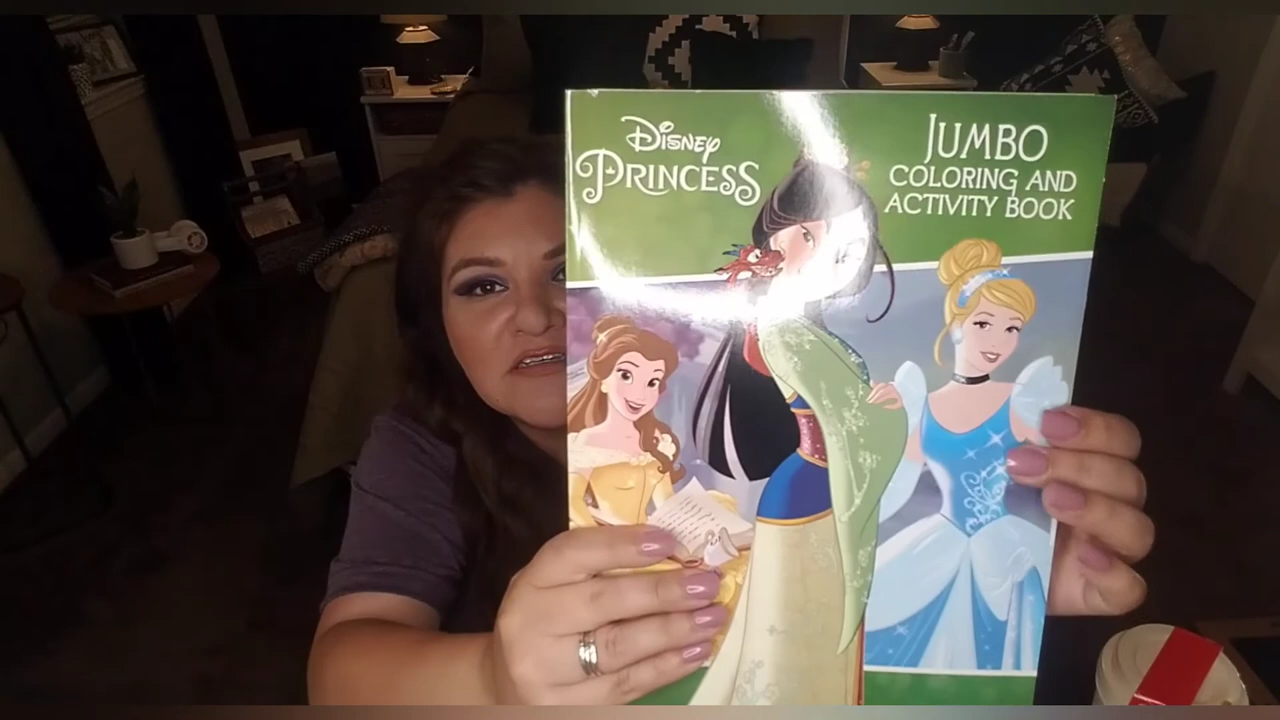 Disney
PRINCESS
JUMBO
COLORING AND
ACTIVITY BOOK